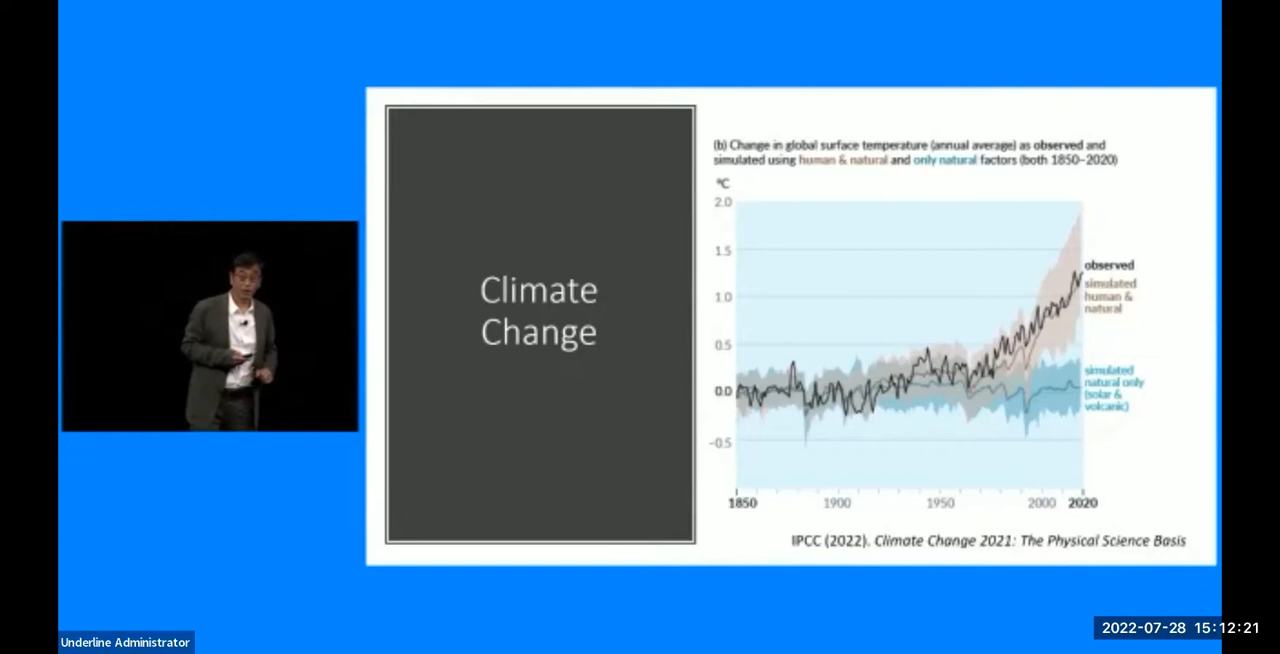 Climate
Change
(b) Change in global surface temperature (annual average) as observed and
simulated using human & natural and only natural factors (both 1850–2020)
ºC
2.0
1.5
1.0
0.5
0.0
-0.5
1850
1900
1950
2000
2020
observed
simulated
human &
natural
simulated
natural only
(solar &
volcanic)
IPCC (2022). Climate Change 2021: The Physical Science Basis
Underline Administrator
2022-07-28 15:12:21